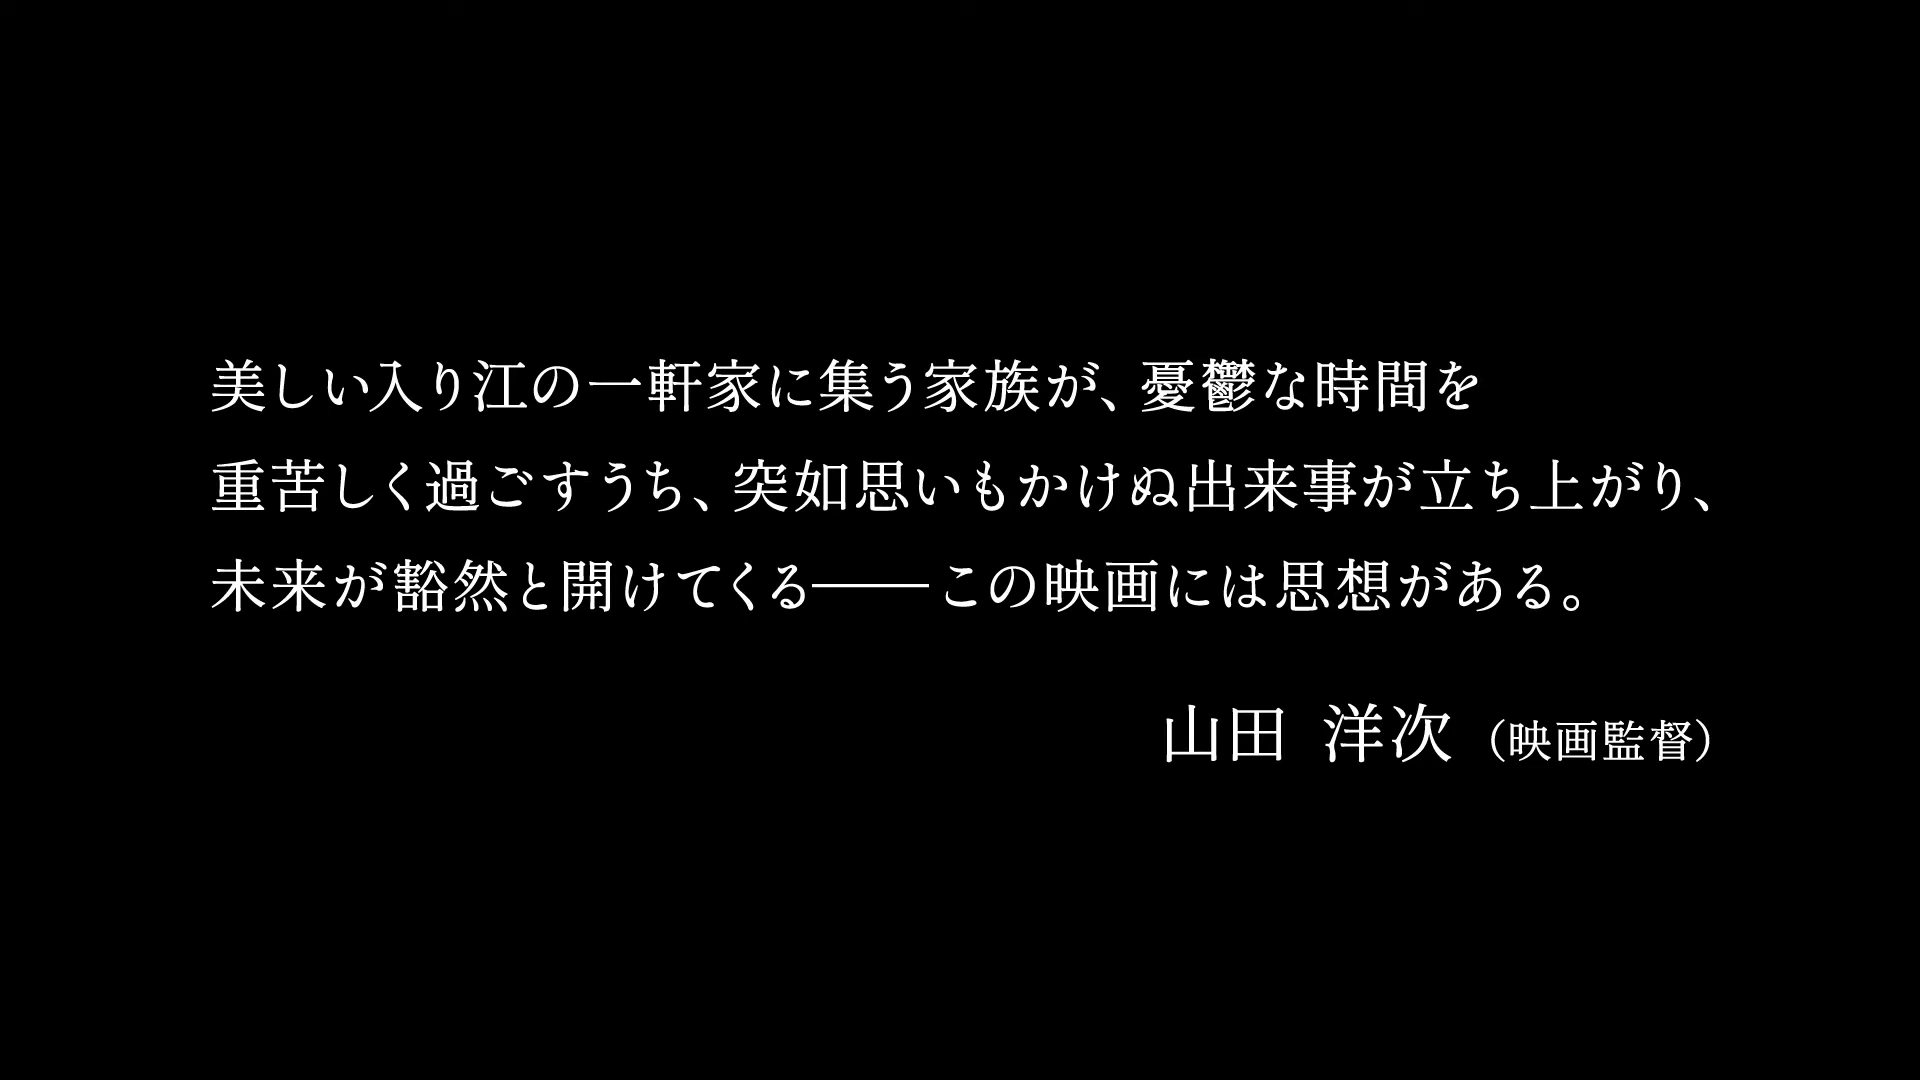 美しい入り江の一軒家に集う家族が、憂鬱な時間を
重苦しく過ごすうち、突如思いもかけぬ出来事が立ち上がり、
未来が豁然と開けてくる――この映画には思想がある。
山田 洋次（映画監督）